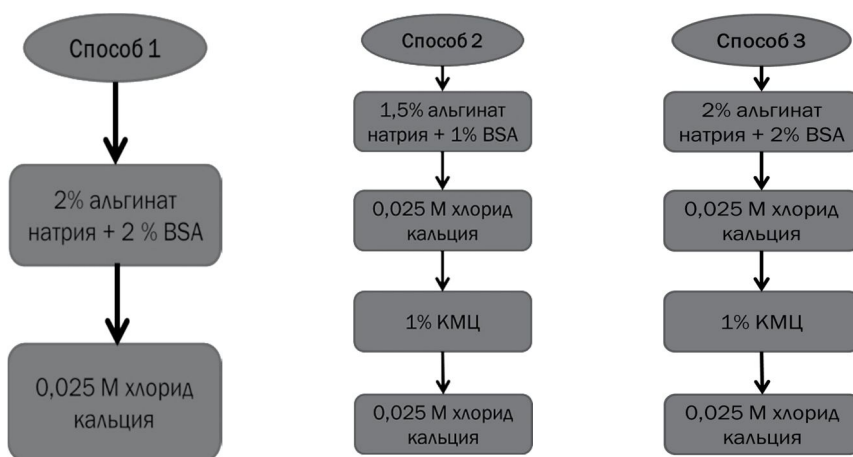 Способ 1
2% альгинат
натрия + 2 % BSA
0,025 М хлорид
кальция
Способ 2
1,5% альгинат
натрия + 1% BSA
0,025 М хлорид
кальция
1% КМЦ
0,025 М хлорид
кальция
Способ 3
2% альгинат
натрия + 2% BSA
0,025 М хлорид
кальция
1% КМЦ
0,025 М хлорид
кальция